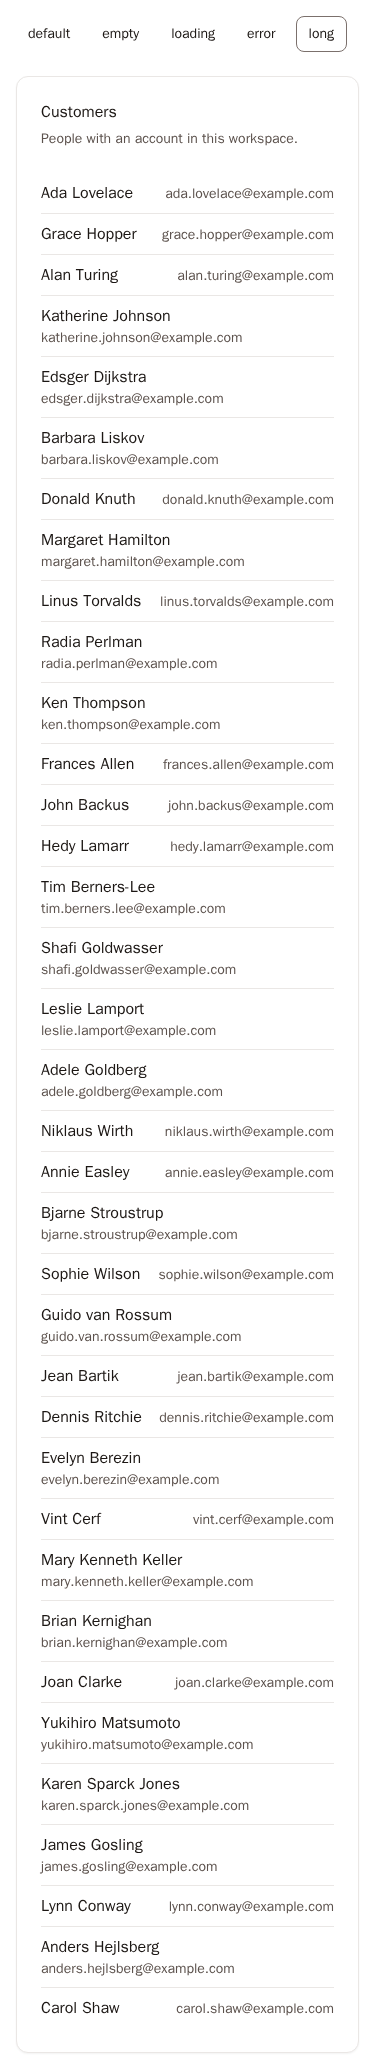 default empty loading error long
Customers
People with an account in this workspace.
Ada Lovelace ada.lovelace@example.com
Grace Hopper grace.hopper@example.com
Alan Turing alan.turing@example.com
Katherine Johnson
katherine.johnson@example.com
Edsger Dijkstra
edsger.dijkstra@example.com
Barbara Liskov
barbara.liskov@example.com
Donald Knuth donald.knuth@example.com
Margaret Hamilton
margaret.hamilton@example.com
Linus Torvalds linus.torvalds@example.com
Radia Perlman
radia.perlman@example.com
Ken Thompson
ken.thompson@example.com
Frances Allen frances.allen@example.com
John Backus john.backus@example.com
Hedy Lamarr hedy.lamarr@example.com
Tim Berners-Lee
tim.berners.lee@example.com
Shafi Goldwasser
shafi.goldwasser@example.com
Leslie Lamport
leslie.lamport@example.com
Adele Goldberg
adele.goldberg@example.com
Niklaus Wirth niklaus.wirth@example.com
Annie Easley annie.easley@example.com
Bjarne Stroustrup
bjarne.stroustrup@example.com
Sophie Wilson sophie.wilson@example.com
Guido van Rossum
guido.van.rossum@example.com
Jean Bartik jean.bartik@example.com
Dennis Ritchie dennis.ritchie@example.com
Evelyn Berezin
evelyn.berezin@example.com
Vint Cerf vint.cerf@example.com
Mary Kenneth Keller
mary.kenneth.keller@example.com
Brian Kernighan
brian.kernighan@example.com
Joan Clarke joan.clarke@example.com
Yukihiro Matsumoto
yukihiro.matsumoto@example.com
Karen Sparck Jones
karen.sparck.jones@example.com
James Gosling
james.gosling@example.com
Lynn Conway lynn.conway@example.com
Anders Hejlsberg
anders.hejlsberg@example.com
Carol Shaw carol.shaw@example.com